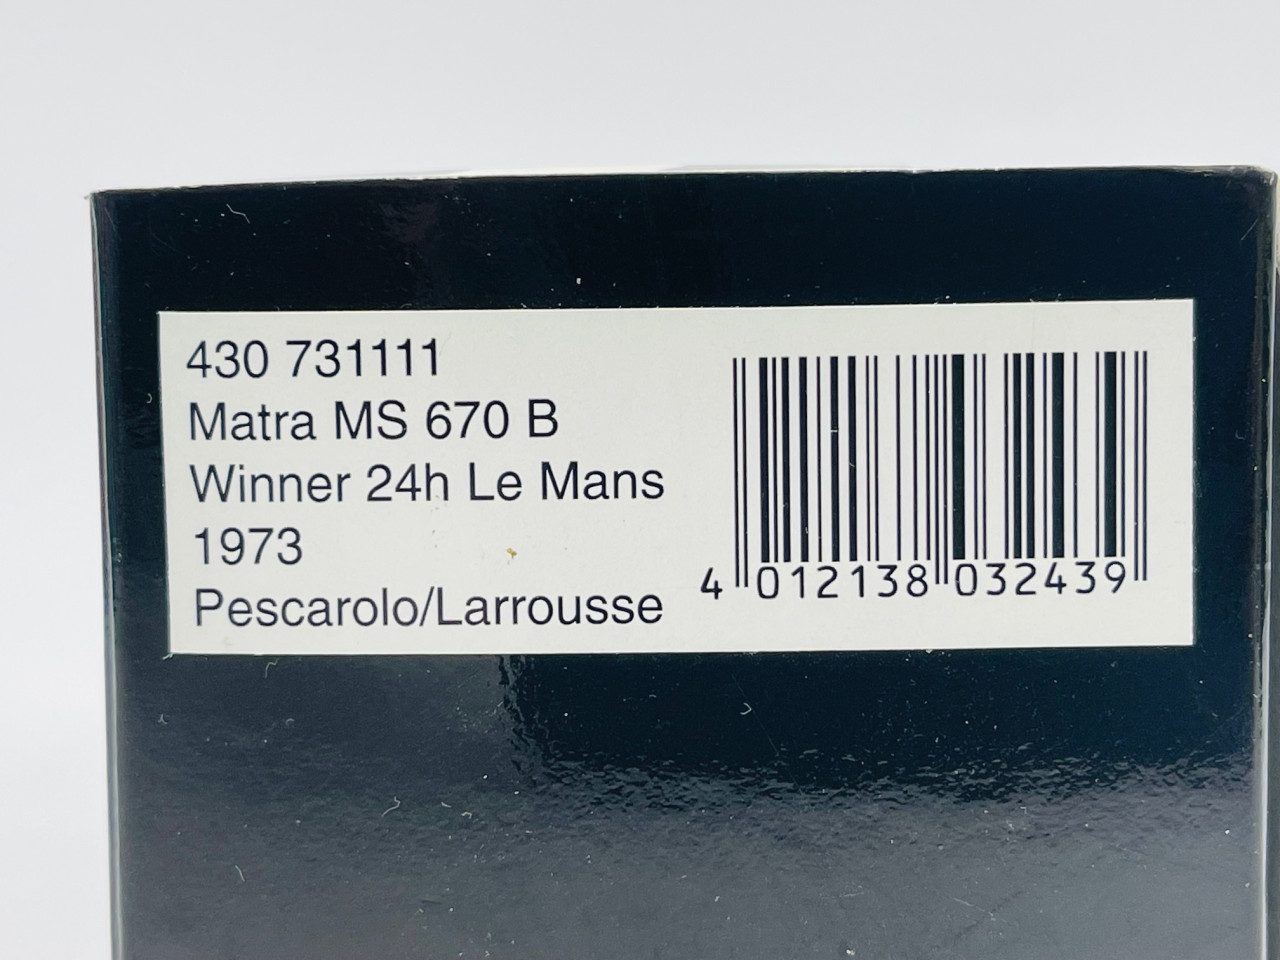 430 731111
Matra MS 670 B
Winner 24h Le Mans
1973
Pescarolo/Larrousse
4 012138 032439